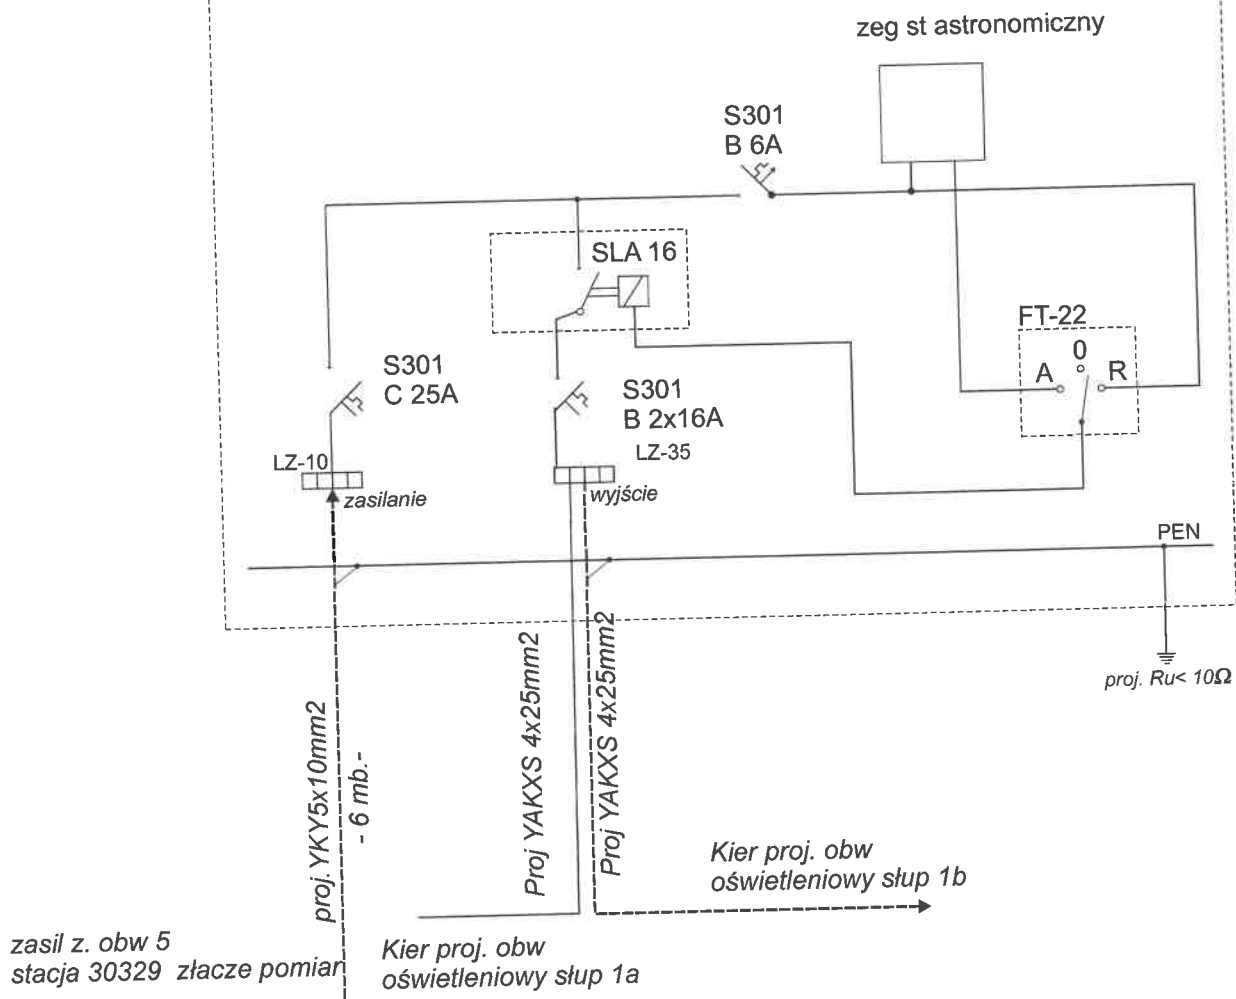 zeg st astronomiczny
S301
B 6A
SLA 16
FT-22
0
A
R
S301
C 25A
S301
B 2x16A
LZ-10
LZ-35
zasilanie
wyjście
PEN
proj. Ru< 10Ω
proj. YKY5x10mm2
- 6 mb.-
Proj YAKXS 4x25mm2
Proj YAKXS 4x25mm2
Kier proj. obw
oświetleniowy słup 1b
zasil z. obw 5
stacja 30329 złacze pomiar
Kier proj. obw
oświetleniowy słup 1a